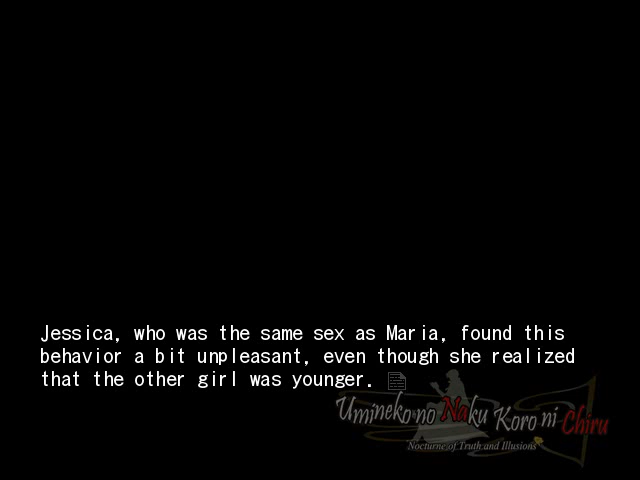 Jessica, who was the same sex as Maria, found this
behavior a bit unpleasant, even though she realized
that the other girl was younger.
Umineko no Naku Koro ni Chiru
Nocturne of Truth and Illusions